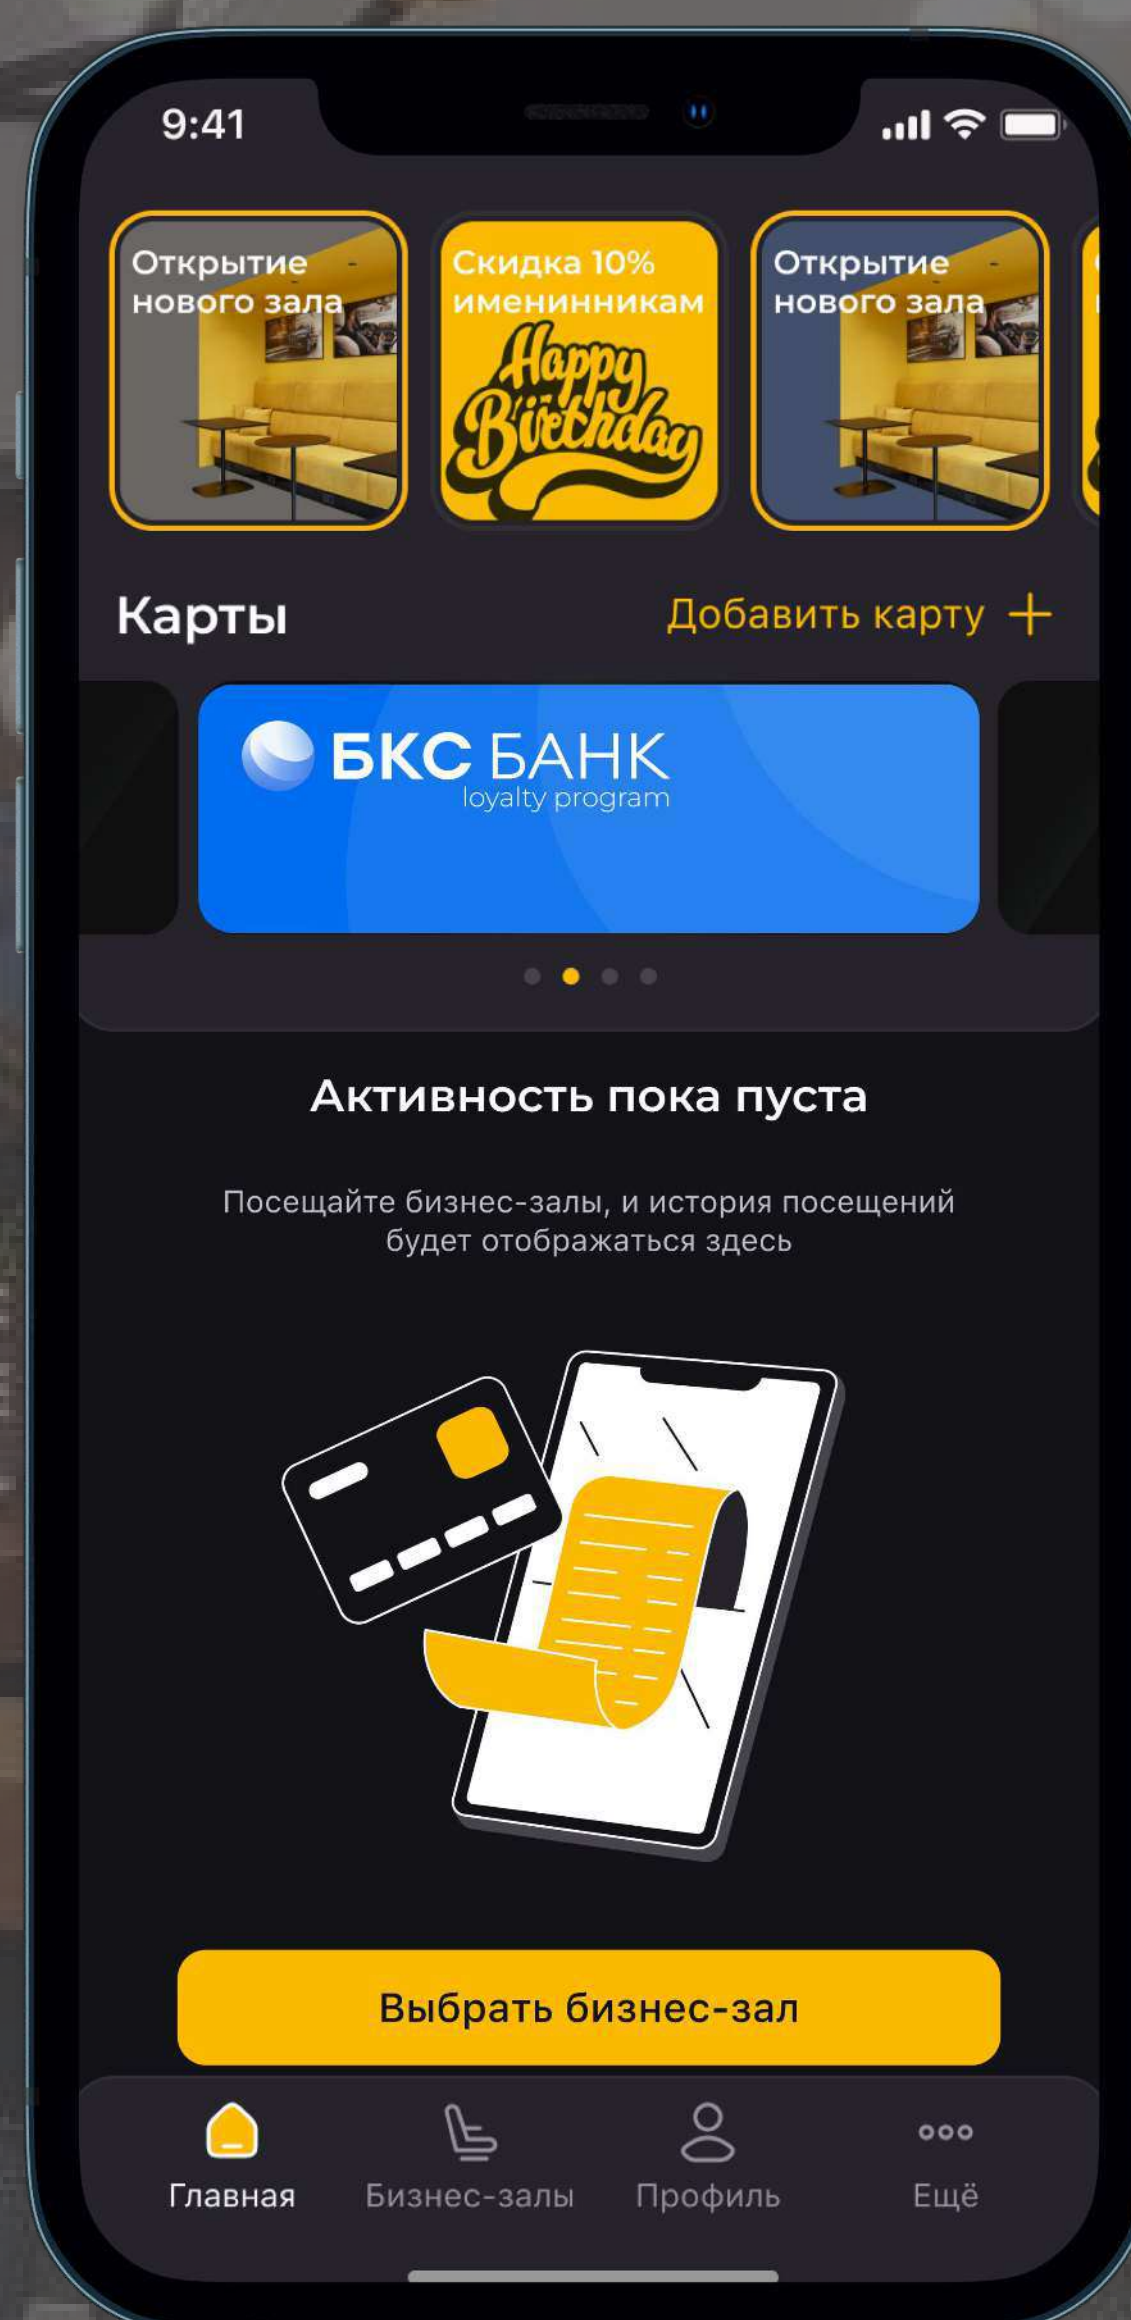 9:41
Открытие
нового зала
Скидка 10%
именинникам
Happy
Birthday
Открытие
нового зала
Карты
Добавить карту
БКС БАНК
loyalty program
Активность пока пуста
Посещайте бизнес-залы, и история посещений
будет отображаться здесь
Выбрать бизнес-зал
Главная
Бизнес-залы
Профиль
Ещё